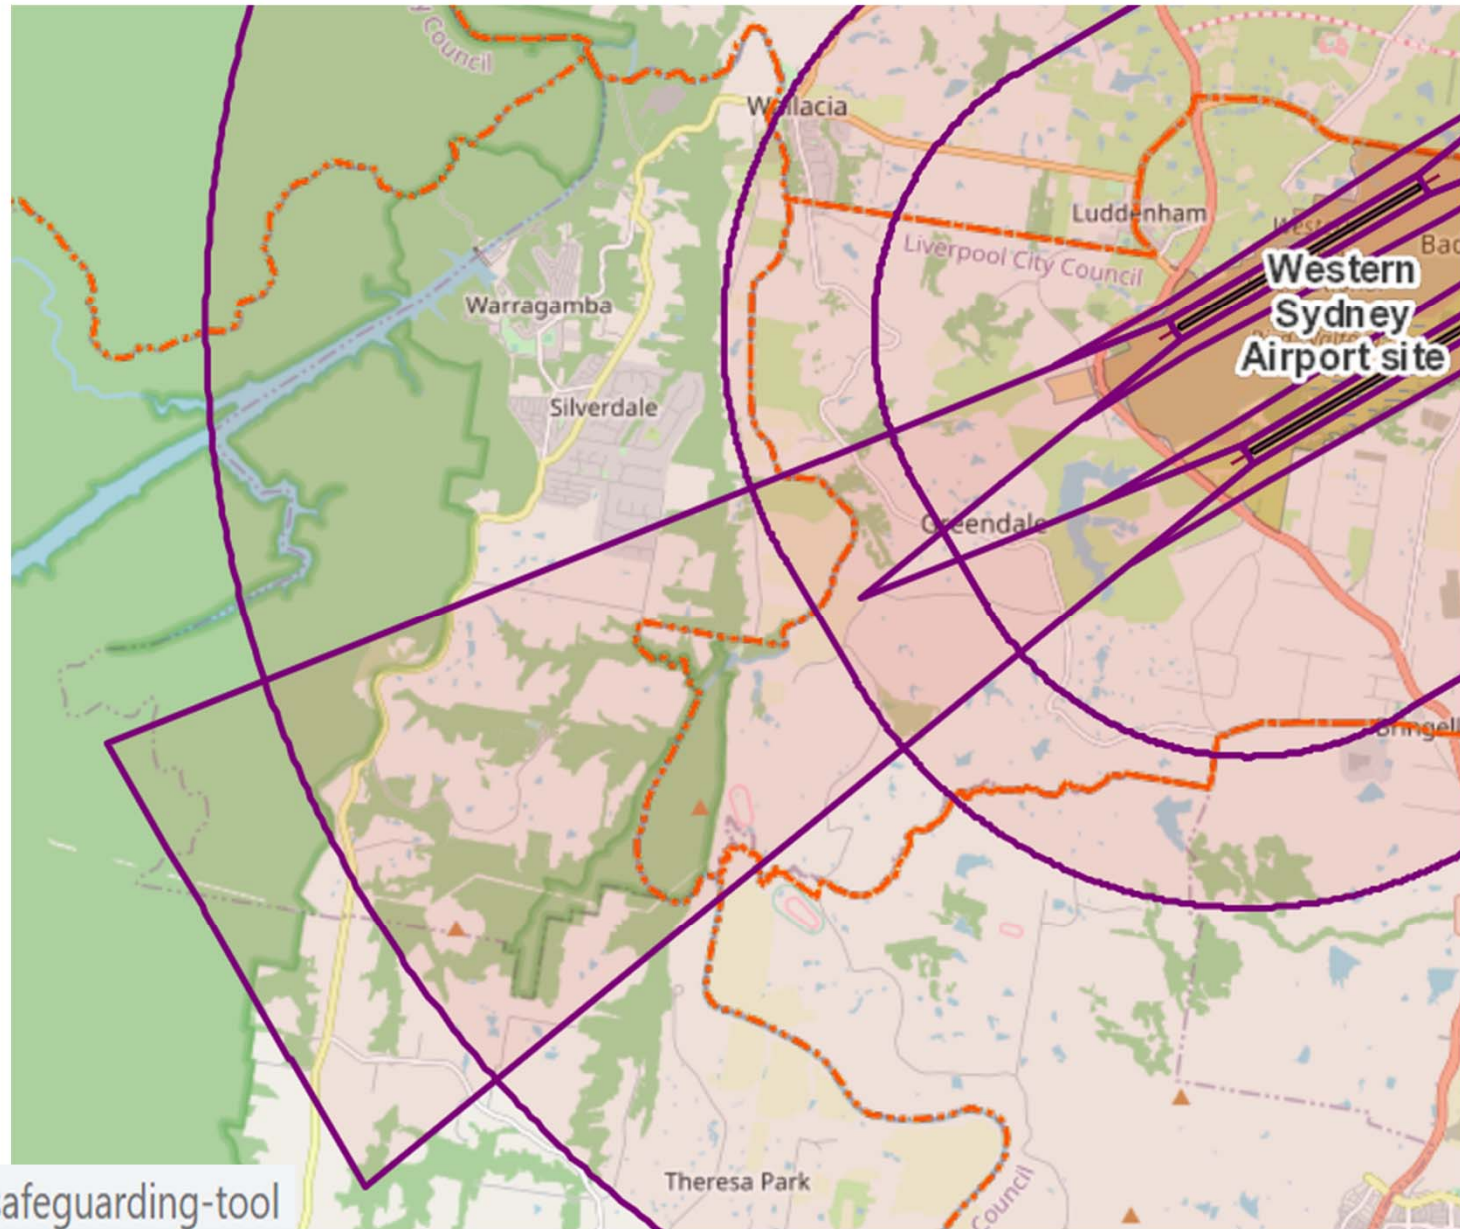 Council
Wallacia
Luddenham
Liverpool City Council
Western
Sydney
Airport site
Warragamba
Silverdale
Greendale
Theresa Park
Council
afeguarding-tool